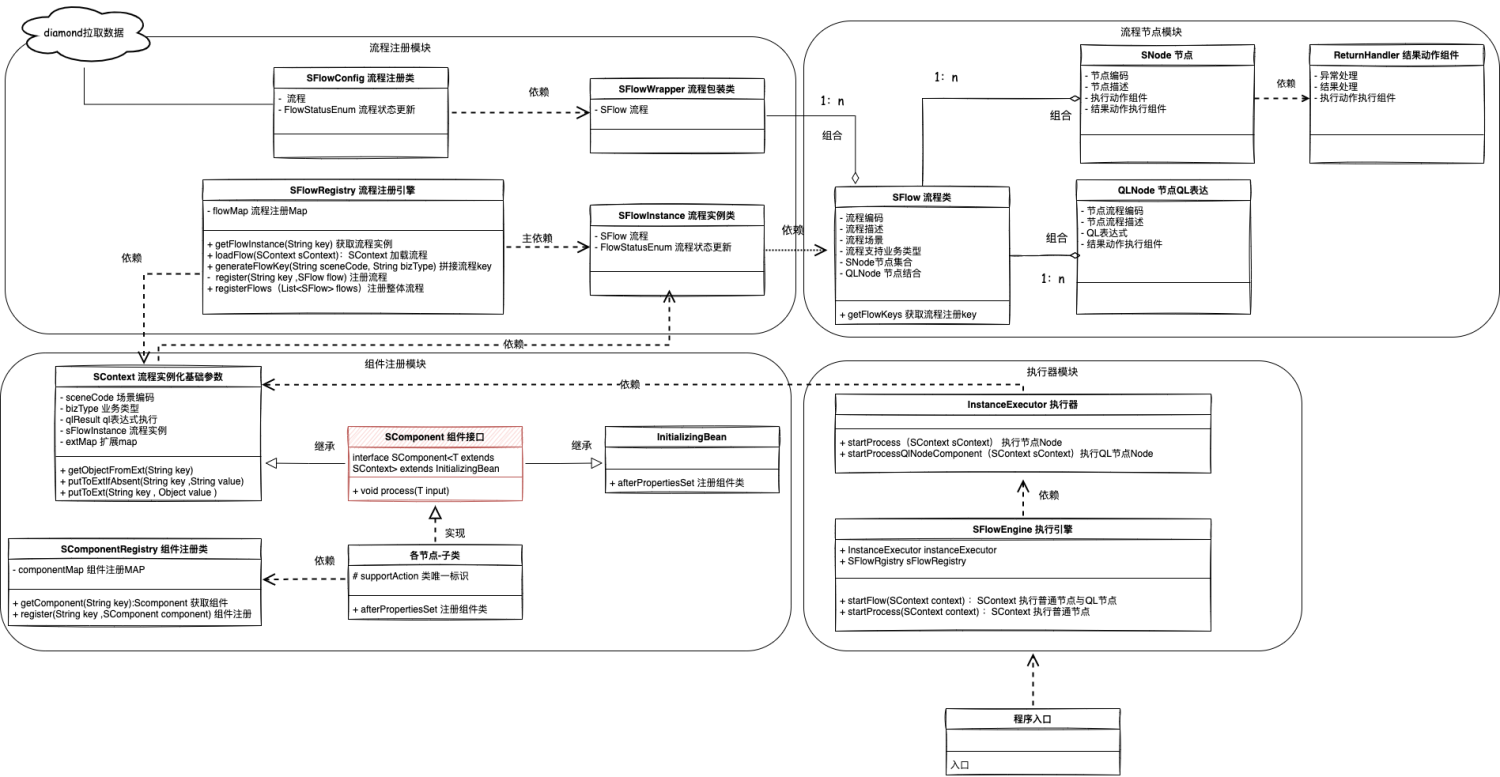 diamond拉取数据
流程注册模块
SFlowConfig 流程注册类
- 流程
- FlowStatusEnum 流程状态更新
依赖
SFlowWrapper 流程包装类
- SFlow 流程
SFlowRegistry 流程注册引擎
- flowMap 流程注册Map
+ getFlowInstance(String key) 获取流程实例
+ loadFlow(SContext sContext)：SContext 加载流程
+ generateFlowKey(String sceneCode, String bizType) 拼接流程key
- register(String key ,SFlow flow) 注册流程
+ registerFlows（List<SFlow> flows）注册整体流程
主依赖
SFlowInstance 流程实例类
- SFlow 流程
- FlowStatusEnum 流程状态更新
依赖
依赖
1：n
组合
依赖
流程节点模块
SNode 节点
- 节点编码
- 节点描述
- 执行动作组件
- 结果动作执行组件
依赖
ReturnHandler 结果动作组件
- 异常处理
- 结果处理
- 执行动作执行组件
1：n
组合
SFlow 流程类
- 流程编码
- 流程描述
- 流程场景
- 流程支持业务类型
- SNode节点集合
- QLNode 节点结合
+ getFlowKeys 获取流程注册key
组合
1：n
QLNode 节点QL表达
- 节点流程编码
- 节点流程描述
- QL表达式
- 结果动作执行组件
组件注册模块
SContext 流程实例化基础参数
- sceneCode 场景编码
- bizType 业务类型
- qlResult ql表达式执行
- sFlowInstance 流程实例
- extMap 扩展map
+ getObjectFromExt(String key)
+ putToExtIfAbsent(String key ,String value)
+ putToExt(String key , Object value )
继承
SComponent 组件接口
interface SComponent<T extends
SContext> extends InitializingBean
+ void process(T input)
继承
InitializingBean
+ afterPropertiesSet 注册组件类
实现
SComponentRegistry 组件注册类
- componentMap 组件注册MAP
+ getComponent(String key):Scomponent 获取组件
+ register(String key ,SComponent component) 组件注册
依赖
各节点-子类
# supportAction 类唯一标识
+ afterPropertiesSet 注册组件类
依赖
执行器模块
InstanceExecutor 执行器
+ startProcess（SContext sContext） 执行节点Node
+ startProcessQlNodeComponent（SContext sContext）执行QL节点Node
依赖
SFlowEngine 执行引擎
+ InstanceExecutor instanceExecutor
+ SFlowRgistry sFlowRegistry
+ startFlow(SContext context)： SContext 执行普通节点与QL节点
+ startProcess(SContext context)： SContext 执行普通节点
程序入口
入口